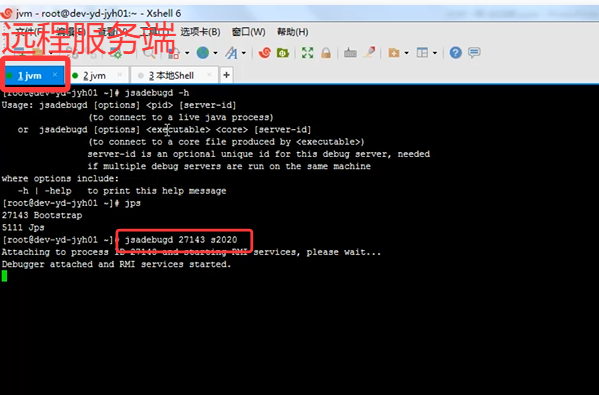 jvm - root@dev-yd-jyh01:~ - Xshell 6
远程服务端
选项卡(B) 窗口(W) 帮助(H)
1 jvm × 2 jvm × 3 本地Shell × +
[root@dev-yd-jyh01 ~]# jsadebugd -h
Usage: jsadebugd [options] <pid> [server-id]
(to connect to a live java process)
or jsadebugd [options] <executable> <core> [server-id]
(to connect to a core file produced by <executable>)
server-id is an optional unique id for this debug server, needed
if multiple debug servers are run on the same machine
where options include:
-h | -help to print this help message
[root@dev-yd-jyh01 ~]# jps
27143 Bootstrap
5111 Jps
[root@dev-yd-jyh01 ~]# jsadebugd 27143 s2020
Attaching to process ID 27143 and starting RMI services, please wait...
Debugger attached and RMI services started.